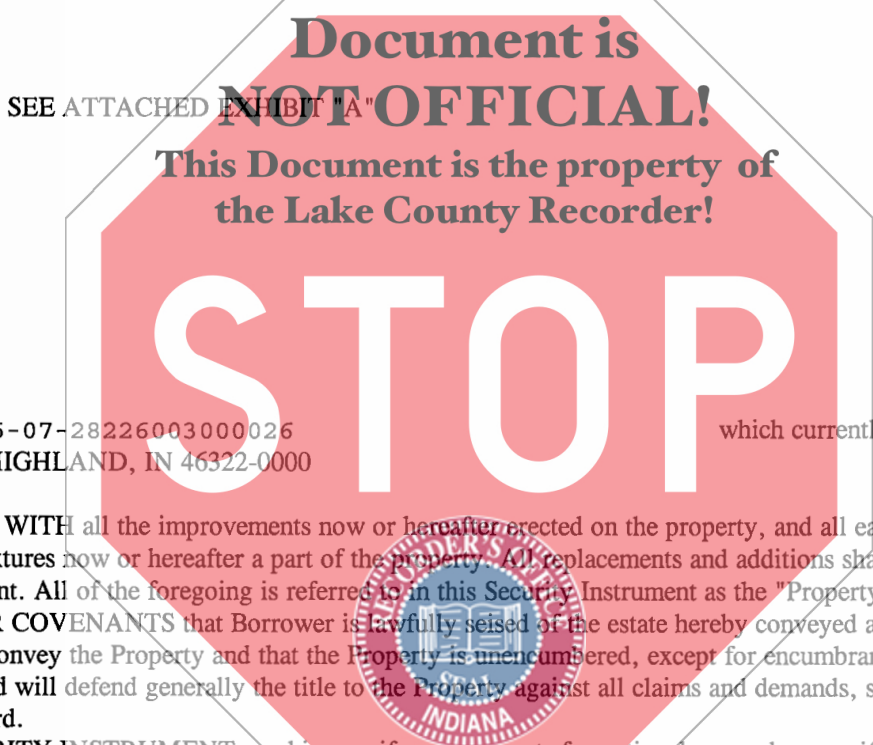 Document is
SEE ATTACHED EXHIBIT "A"
NOT OFFICIAL!
This Document is the property of
the Lake County Recorder!
STOP
-07-28226003000026 which currentl
HIGHLAND, IN 46322-0000
WITH all the improvements now or hereafter erected on the property, and all ea
xtures now or hereafter a part of the property. All replacements and additions sha
nt. All of the foregoing is referred to in this Security Instrument as the "Property
R COVENANTS that Borrower is lawfully seised of the estate hereby conveyed a
onvey the Property and that the Property is unencumbered, except for encumbran
d will defend generally the title to the Property against all claims and demands, s
rd.
RECORDER'S OFFICE
SEAL
INDIANA